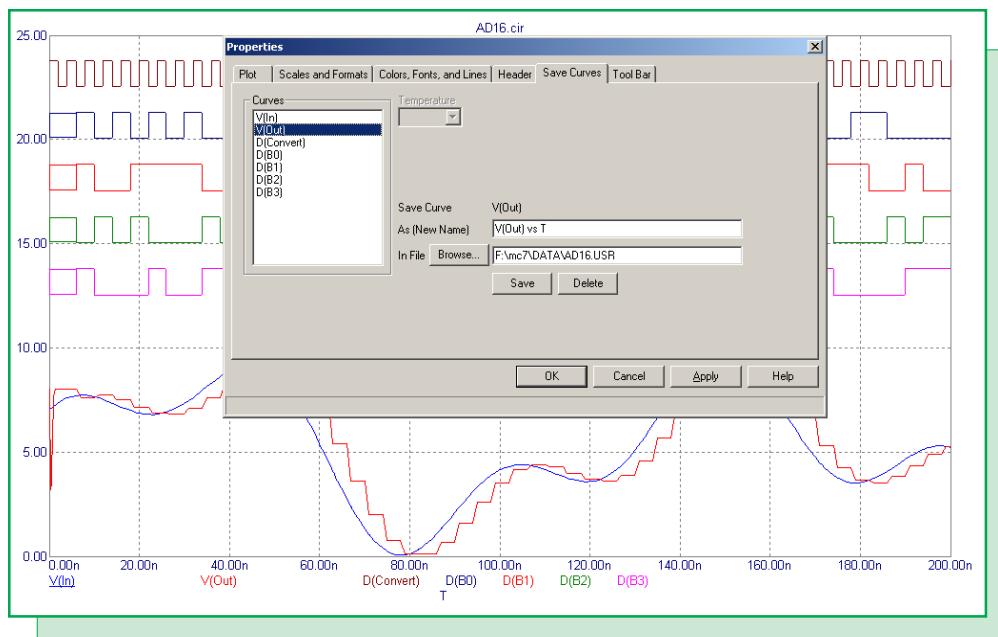 AD16.cir
25.00
20.00
15.00
10.00
5.00
0.00
Properties
Plot Scales and Formats Colors, Fonts, and Lines Header Save Curves Tool Bar
Curves
V(In)
V(Out)
D(Convert)
D(B0)
D(B1)
D(B2)
D(B3)
Temperature
Save Curve V(Out)
As (New Name) V(Out) vs T
In File Browse... F:\mc7\DATA\AD16.USR
Save Delete
OK Cancel Apply Help
0.00n 20.00n 40.00n 60.00n 80.00n 100.00n 120.00n 140.00n 160.00n 180.00n 200.00n
V(In) V(Out) D(Convert) D(B0) D(B1) D(B2) D(B3)
T